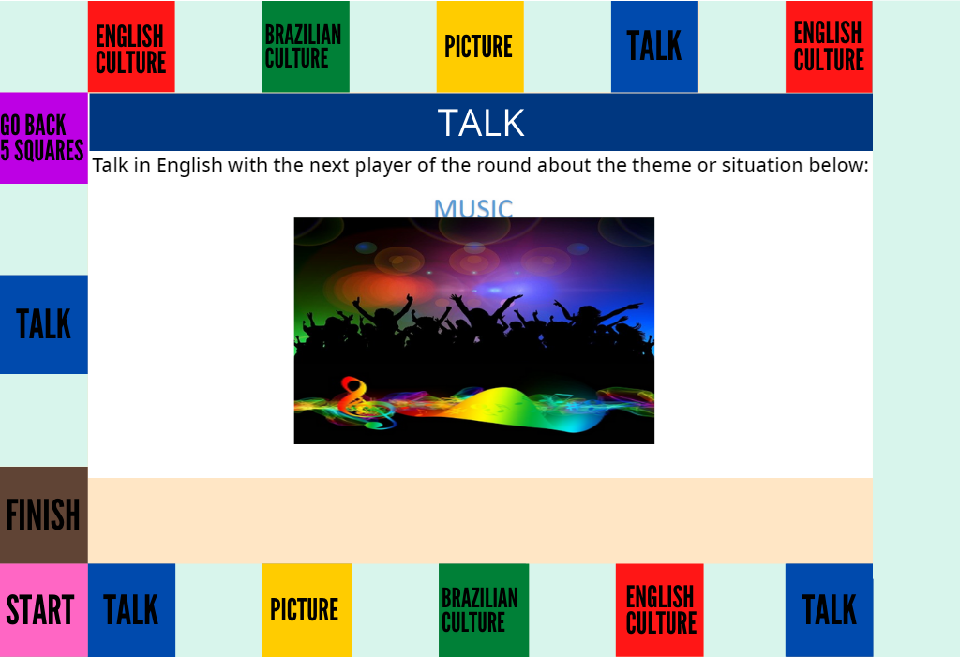 ENGLISH
CULTURE
BRAZILIAN
CULTURE
PICTURE
TALK
ENGLISH
CULTURE
GO BACK
5 SQUARES
TALK
Talk in English with the next player of the round about the theme or situation below:
MUSIC
TALK
FINISH
START
TALK
PICTURE
BRAZILIAN
CULTURE
ENGLISH
CULTURE
TALK